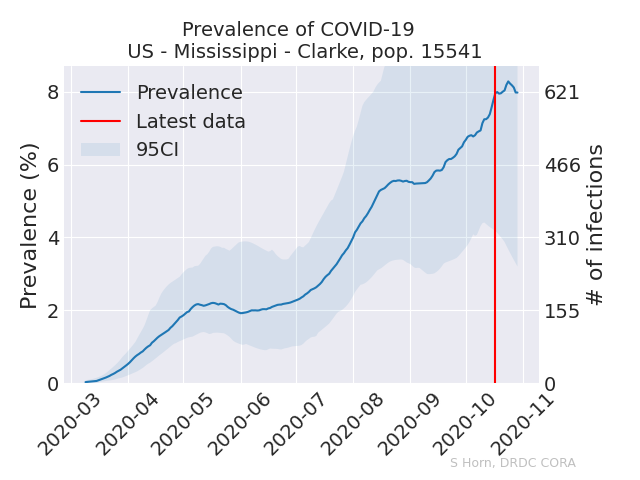 Prevalence of COVID-19
US - Mississippi - Clarke, pop. 15541
Prevalence
Latest data
95CI
Prevalence (%)
8
6
4
2
0
621
466
310
155
0
# of infections
2020-03
2020-04
2020-05
2020-06
2020-07
2020-08
2020-09
2020-10
2020-11
S Horn, DRDC CORA